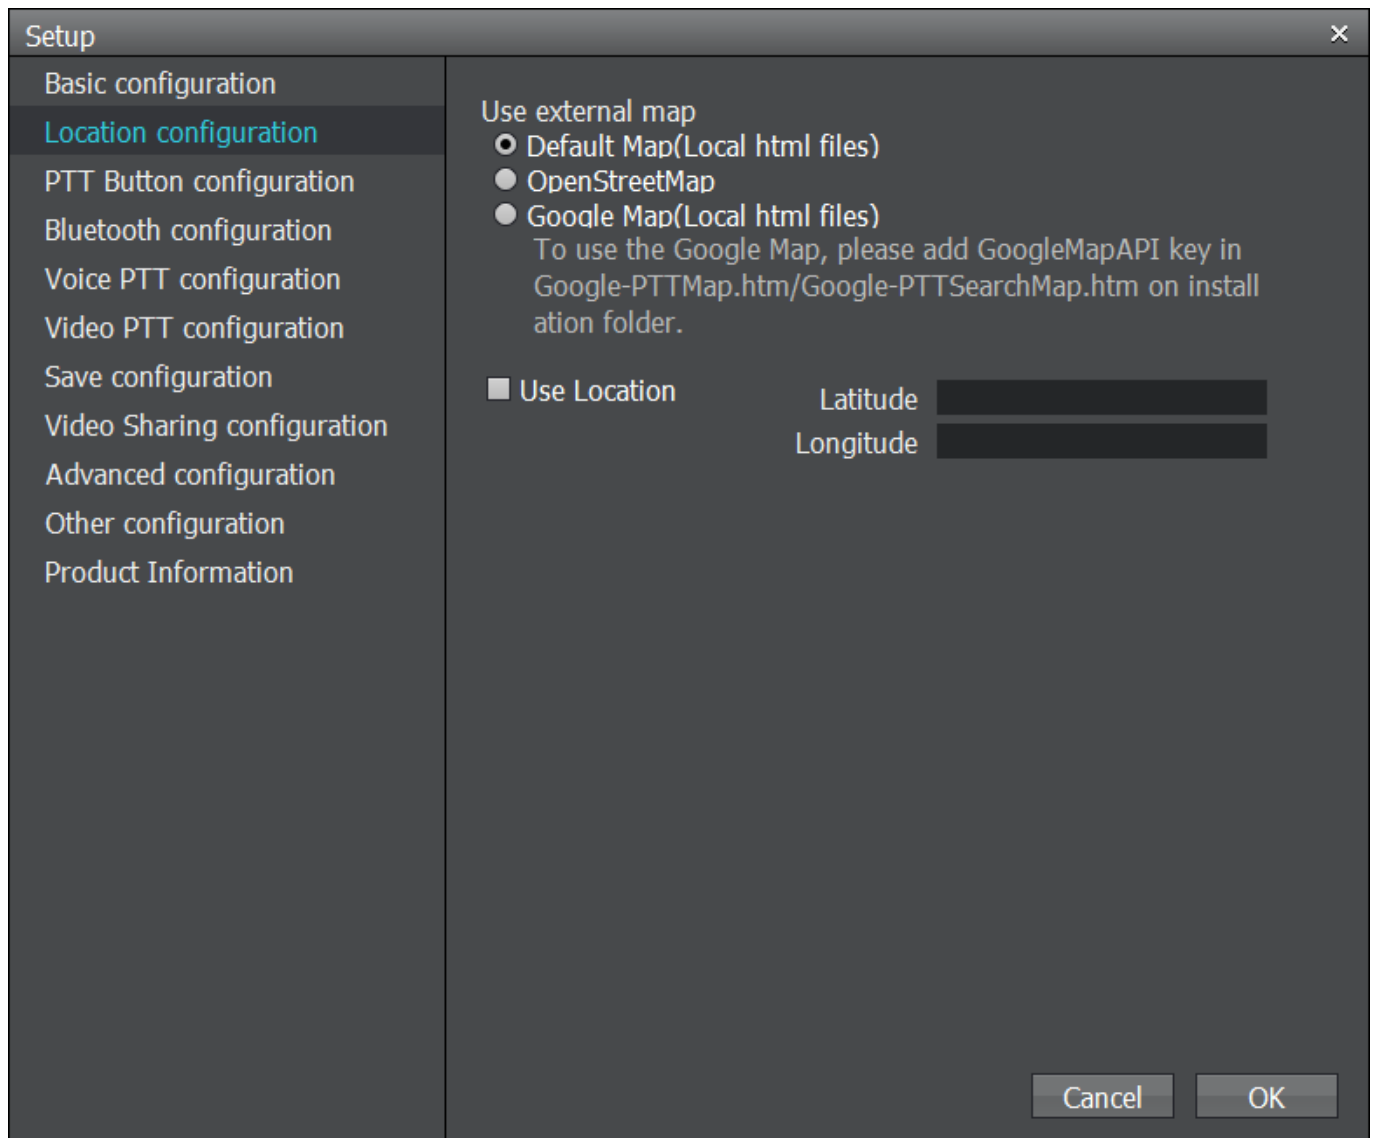 Setup
Basic configuration
Location configuration
PTT Button configuration
Bluetooth configuration
Voice PTT configuration
Video PTT configuration
Save configuration
Video Sharing configuration
Advanced configuration
Other configuration
Product Information
Use external map
Default Map(Local html files)
OpenStreetMap
Google Map(Local html files)
To use the Google Map, please add GoogleMapAPI key in
Google-PTTMap.htm/Google-PTTSearchMap.htm on install
ation folder.
Use Location
Latitude
Longitude
Cancel
OK